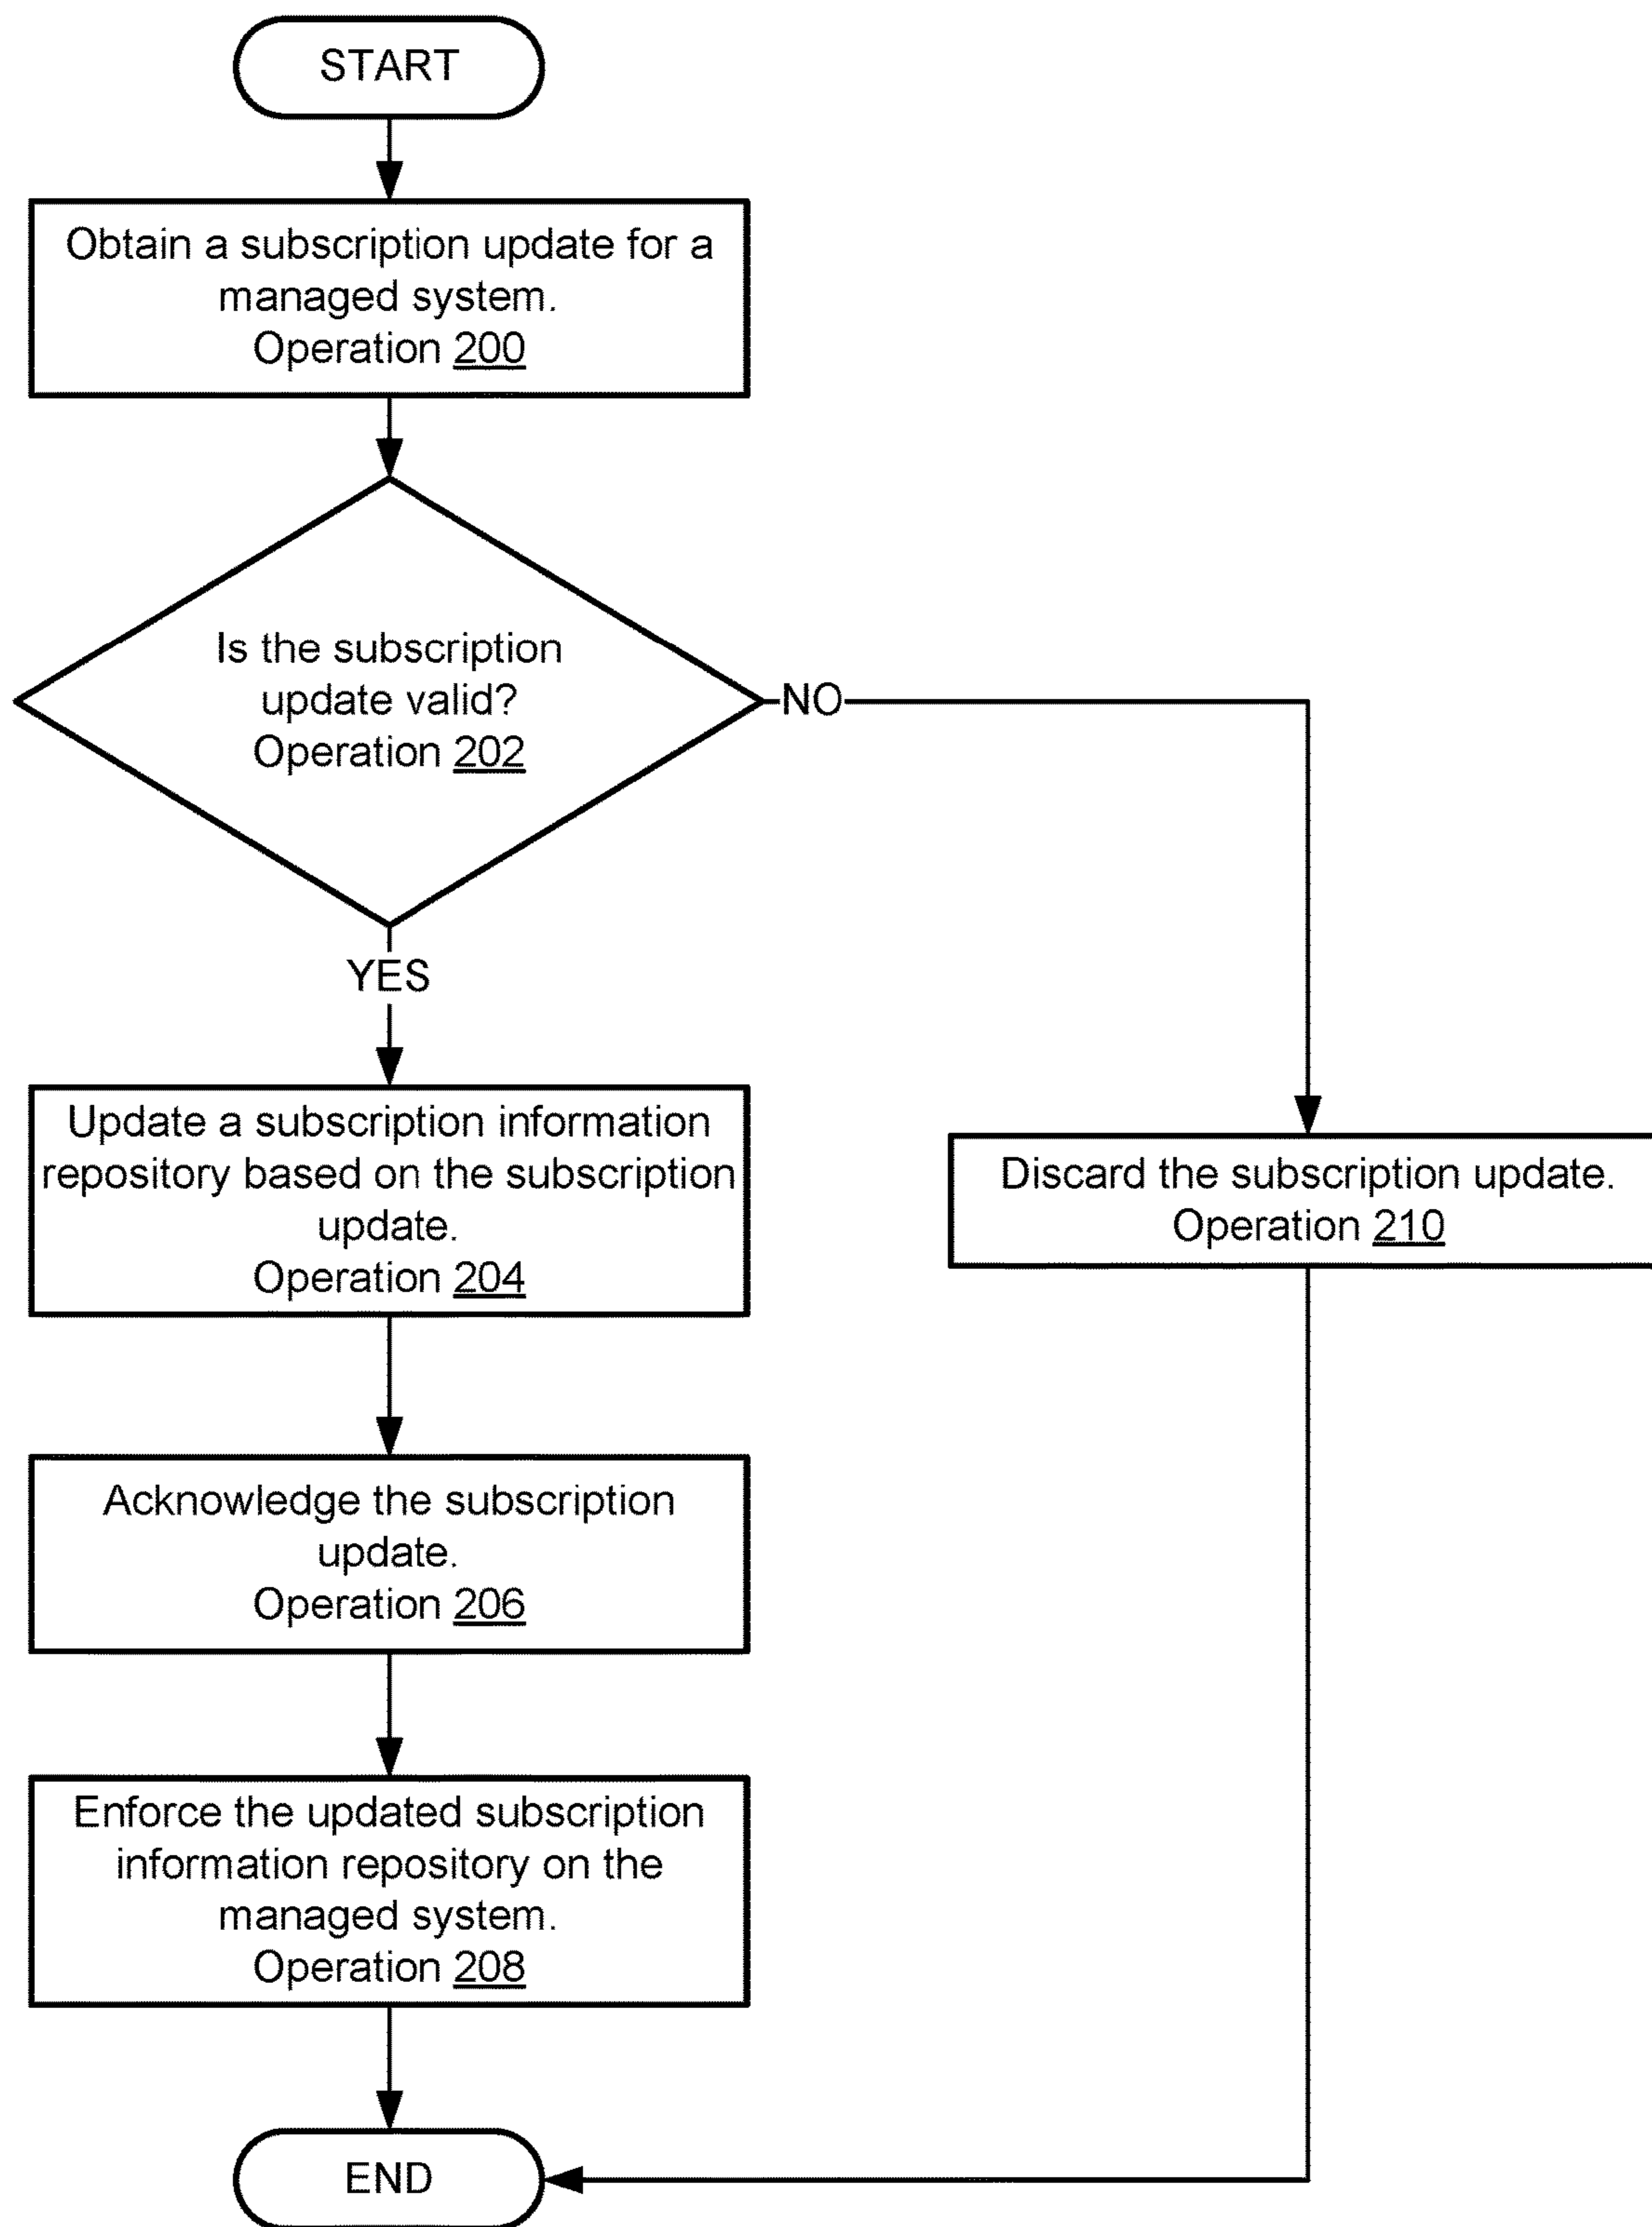 START
Obtain a subscription update for a
managed system.
Operation 200
Is the subscription
update valid?
Operation 202
NO
YES
Update a subscription information
repository based on the subscription
update.
Operation 204
Discard the subscription update.
Operation 210
Acknowledge the subscription
update.
Operation 206
Enforce the updated subscription
information repository on the
managed system.
Operation 208
END